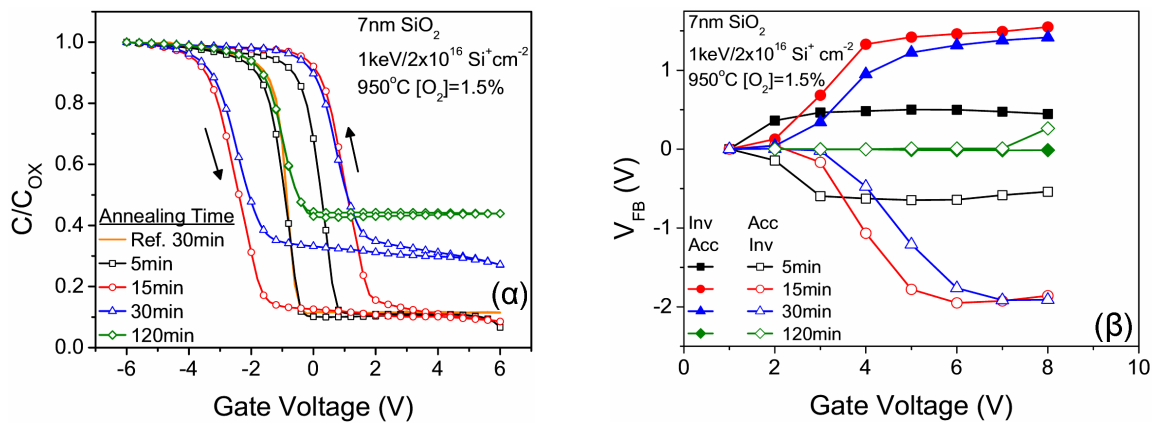 7nm SiO2
1keV/2x10^16 Si^+cm^-2
950°C [O2]=1.5%
1.0
0.8
0.6
0.4
0.2
0.0
C/COX
Annealing Time
Ref. 30min
5min
15min
30min
120min
(α)
-6 -4 -2 0 2 4 6
Gate Voltage (V)
7nm SiO2
1keV/2x10^16 Si^+cm^-2
950°C [O2]=1.5%
1
0
-1
-2
VFB (V)
Inv Acc
Acc Inv
5min
15min
30min
120min
(β)
0 2 4 6 8 10
Gate Voltage (V)